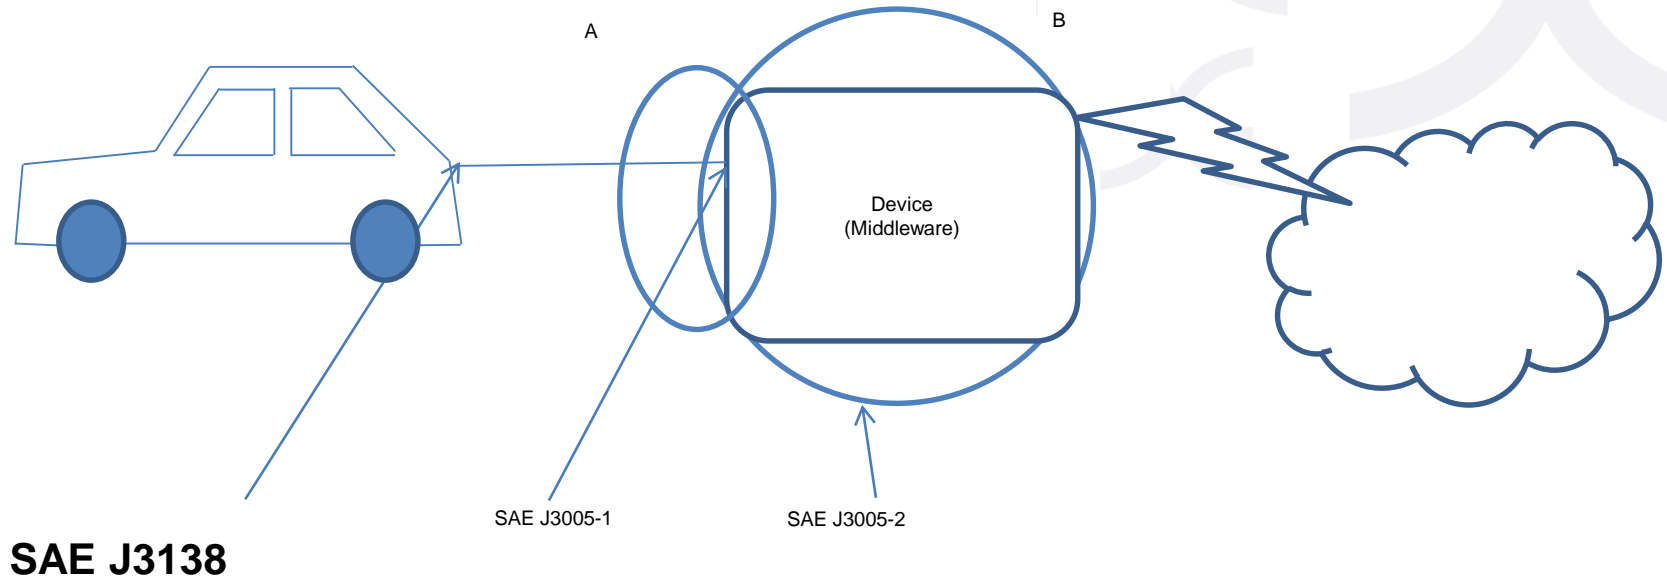 A
B
Device
(Middleware)
SAE J3005-1
SAE J3005-2
SAE J3138